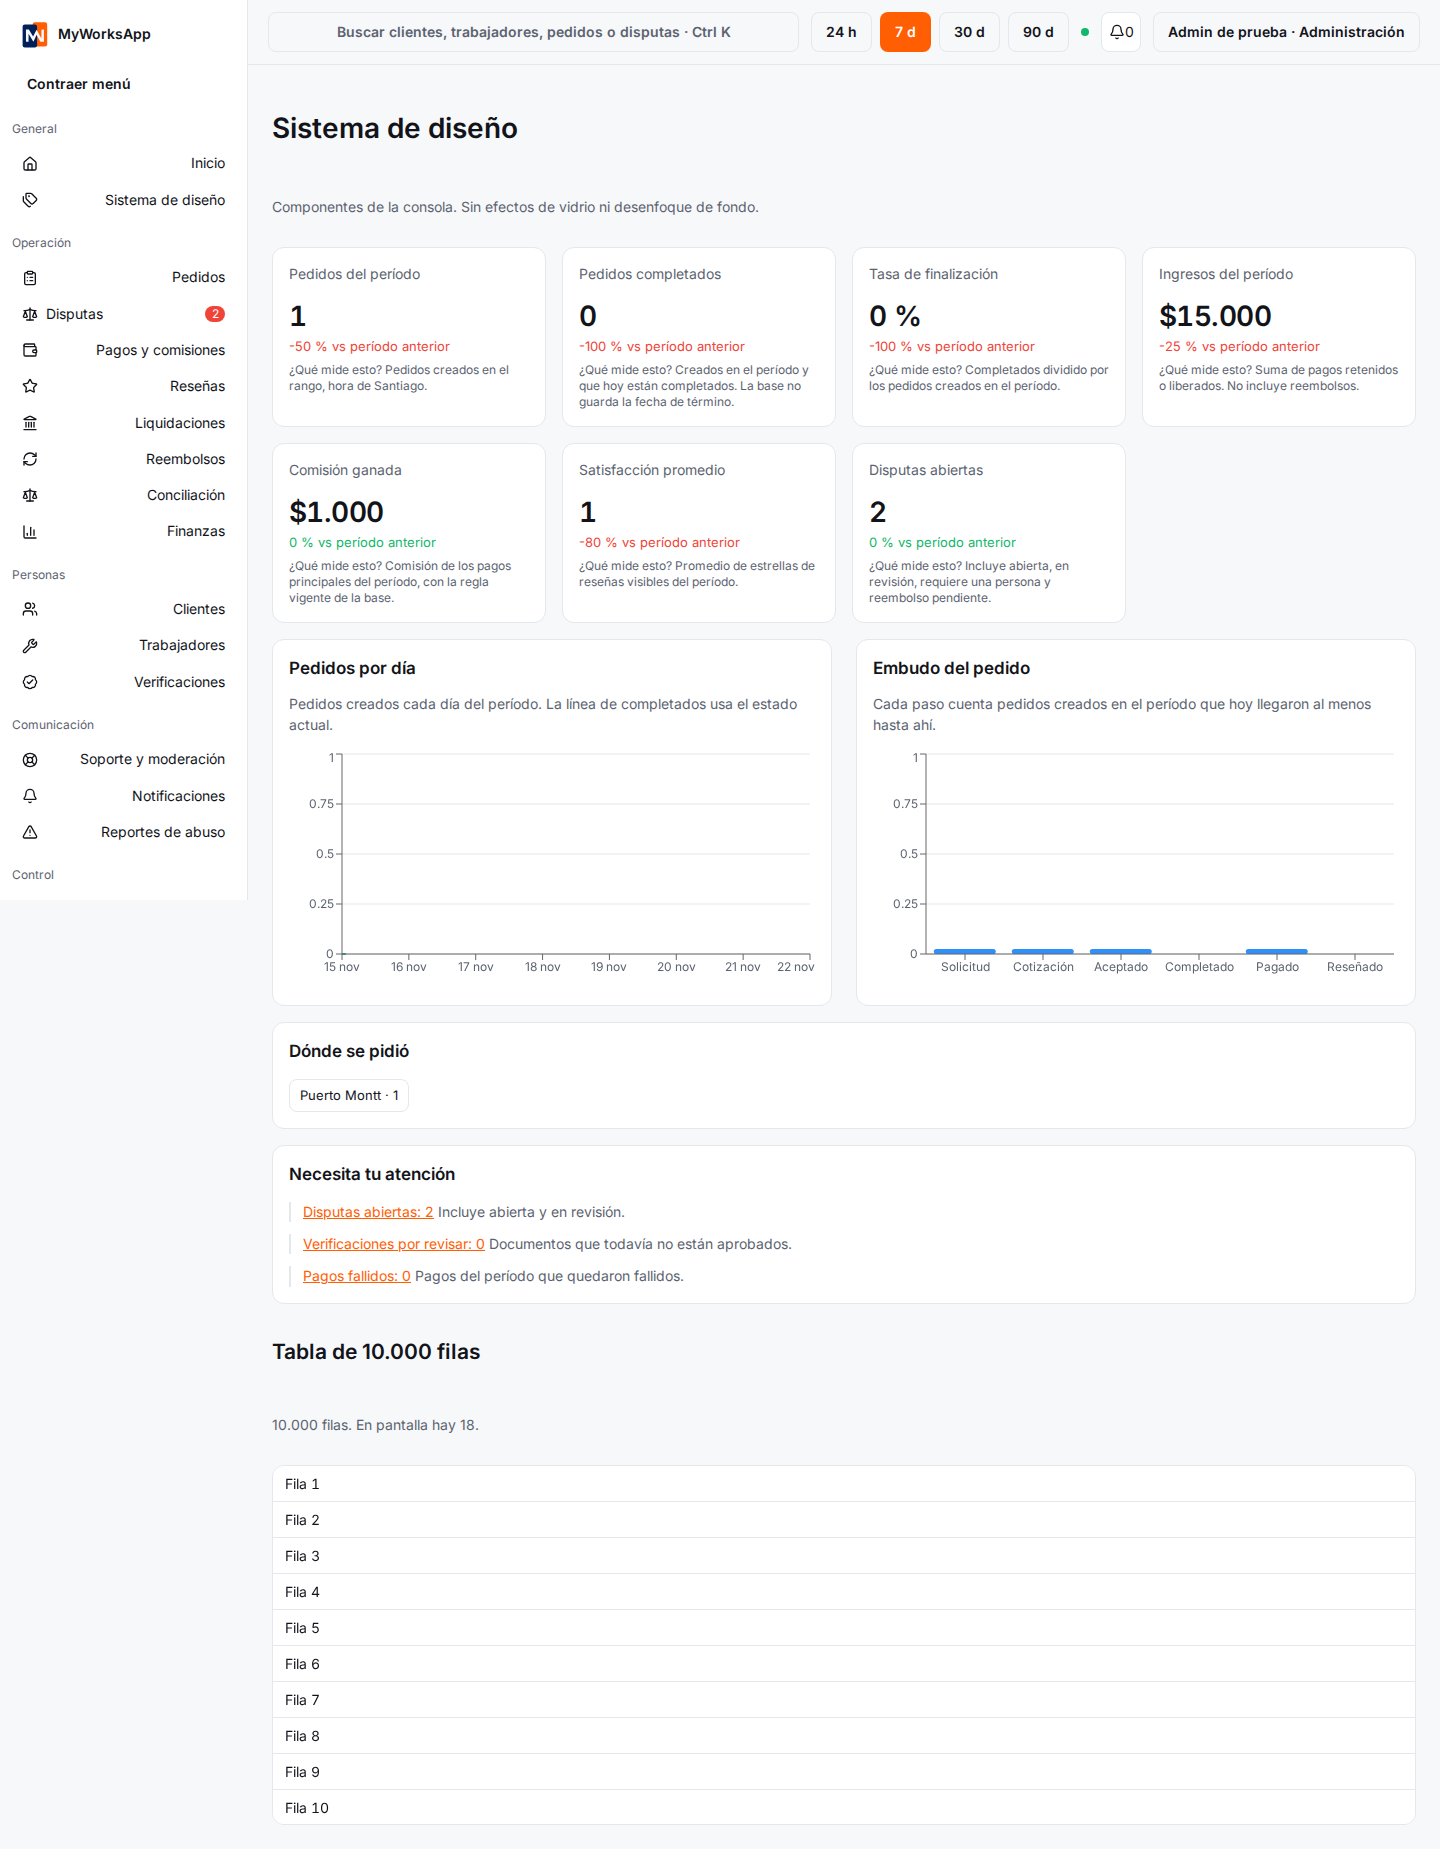 MyWorksApp
Contraer menú
General
Inicio
Sistema de diseño
Operación
Pedidos
Disputas 2
Pagos y comisiones
Reseñas
Liquidaciones
Reembolsos
Conciliación
Finanzas
Personas
Clientes
Trabajadores
Verificaciones
Comunicación
Soporte y moderación
Notificaciones
Reportes de abuso
Control
Buscar clientes, trabajadores, pedidos o disputas · Ctrl K
24 h
7 d
30 d
90 d
0
Admin de prueba · Administración
Sistema de diseño
Componentes de la consola. Sin efectos de vidrio ni desenfoque de fondo.
Pedidos del período
1
-50 % vs período anterior
¿Qué mide esto? Pedidos creados en el
rango, hora de Santiago.
Pedidos completados
0
-100 % vs período anterior
¿Qué mide esto? Creados en el período y
que hoy están completados. La base no
guarda la fecha de término.
Tasa de finalización
0 %
-100 % vs período anterior
¿Qué mide esto? Completados dividido por
los pedidos creados en el período.
Ingresos del período
$15.000
-25 % vs período anterior
¿Qué mide esto? Suma de pagos retenidos
o liberados. No incluye reembolsos.
Comisión ganada
$1.000
0 % vs período anterior
¿Qué mide esto? Comisión de los pagos
principales del período, con la regla
vigente de la base.
Satisfacción promedio
1
-80 % vs período anterior
¿Qué mide esto? Promedio de estrellas de
reseñas visibles del período.
Disputas abiertas
2
0 % vs período anterior
¿Qué mide esto? Incluye abierta, en
revisión, requiere una persona y
reembolso pendiente.
Pedidos por día
Pedidos creados cada día del período. La línea de completados usa el estado
actual.
1
0.75
0.5
0.25
0
15 nov 16 nov 17 nov 18 nov 19 nov 20 nov 21 nov 22 nov
Embudo del pedido
Cada paso cuenta pedidos creados en el período que hoy llegaron al menos
hasta ahí.
1
0.75
0.5
0.25
0
Solicitud Cotización Aceptado Completado Pagado Reseñado
Dónde se pidió
Puerto Montt · 1
Necesita tu atención
Disputas abiertas: 2 Incluye abierta y en revisión.
Verificaciones por revisar: 0 Documentos que todavía no están aprobados.
Pagos fallidos: 0 Pagos del período que quedaron fallidos.
Tabla de 10.000 filas
10.000 filas. En pantalla hay 18.
Fila 1
Fila 2
Fila 3
Fila 4
Fila 5
Fila 6
Fila 7
Fila 8
Fila 9
Fila 10